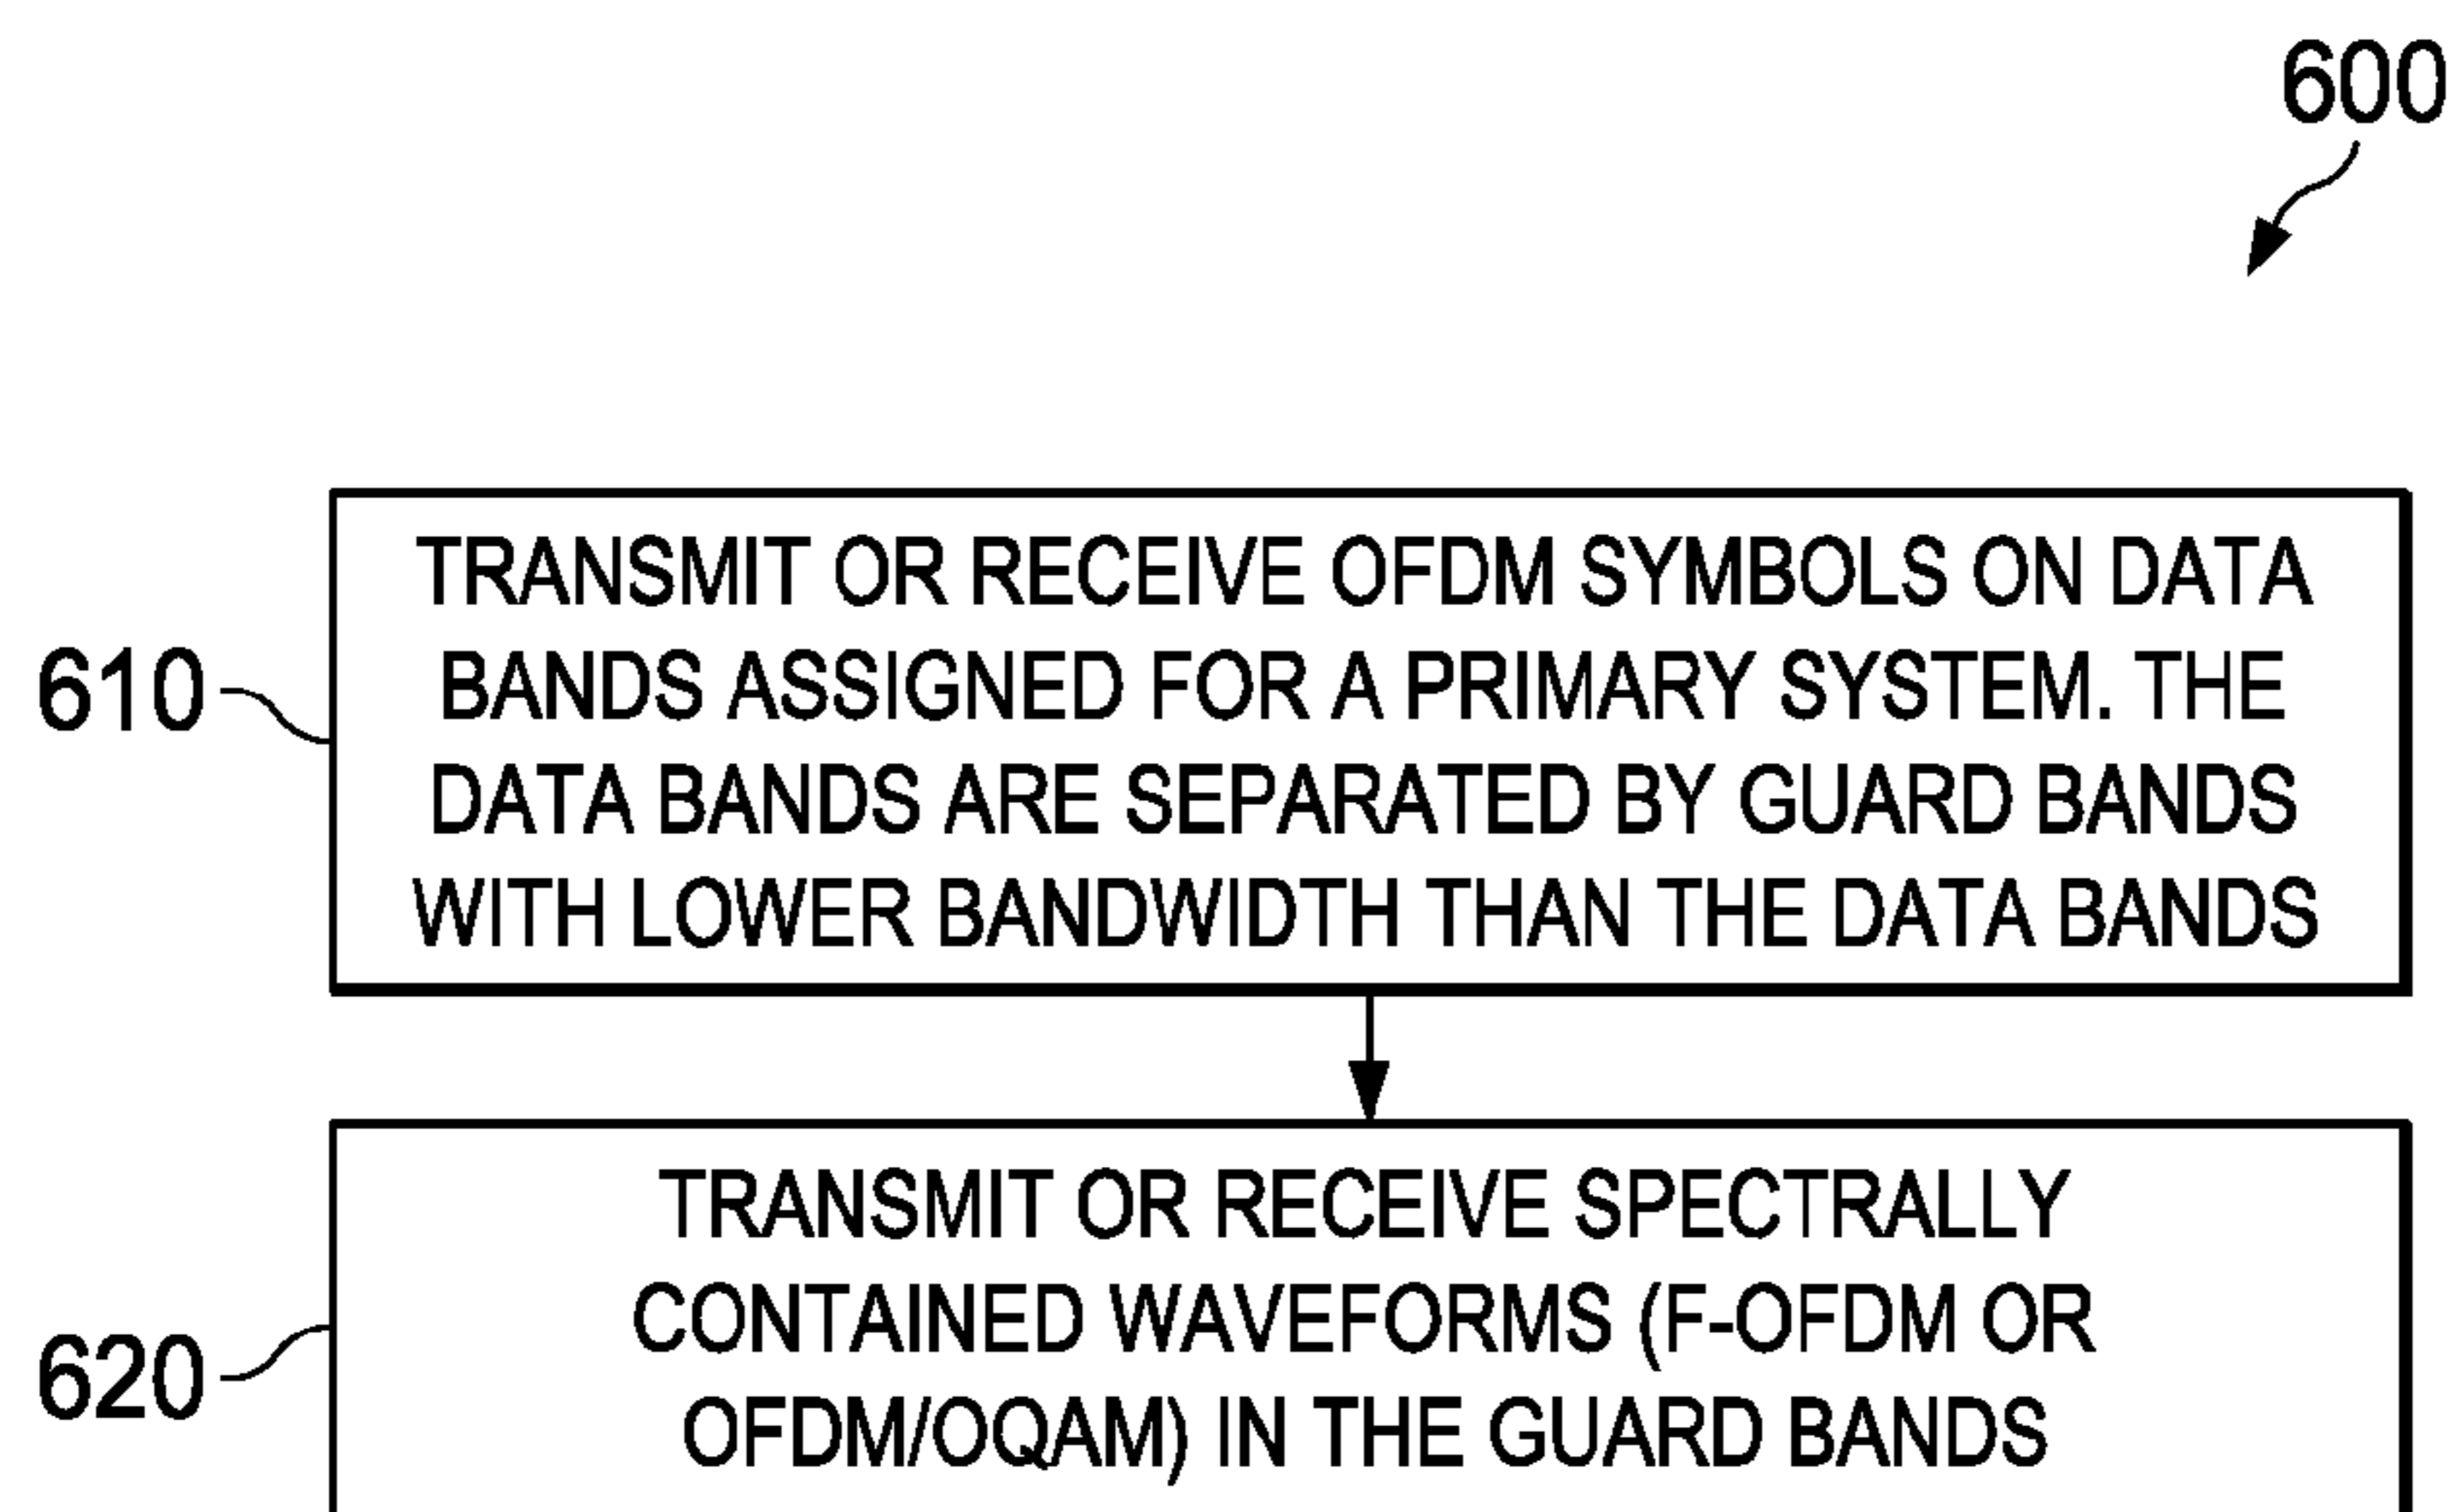 600
610
TRANSMIT OR RECEIVE OFDM SYMBOLS ON DATA
BANDS ASSIGNED FOR A PRIMARY SYSTEM. THE
DATA BANDS ARE SEPARATED BY GUARD BANDS
WITH LOWER BANDWIDTH THAN THE DATA BANDS
620
TRANSMIT OR RECEIVE SPECTRALLY
CONTAINED WAVEFORMS (F-OFDM OR
OFDM/OQAM) IN THE GUARD BANDS